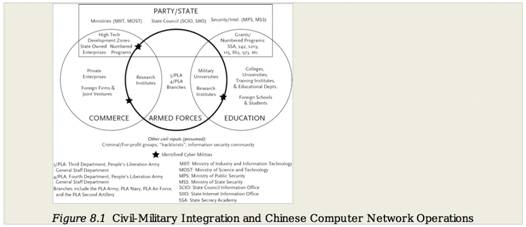 PARTY/STATE
Ministries (MIIT, MOST)
State Council (SCIO, SIIO)
Security/Intel. (MPS, MSS)
High Tech
Development Zones
State Owned Numbered
Enterprises Programs
Grants/
Numbered Programs
SSA, 242, 1219,
115, 863, 973, etc.
Private
Enterprises
Foreign Firms &
Joint Ventures
Research
Institutes
3/PLA
4/PLA
Branches
Military
Universities
Research
Institutes
Colleges,
Universities,
Training Institutes,
& Educational Depts.
Foreign Schools
& Students
COMMERCE
ARMED FORCES
EDUCATION
Other civil inputs (presumed):
Criminal/For-profit groups; "hacktivists"; information security community
Identified Cyber Militias
3/PLA: Third Department, People's Liberation Army
General Staff Department
4/PLA: Fourth Department, People's Liberation Army
General Staff Department
Branches include the PLA Army, PLA Navy, PLA Air Force,
and the PLA Second Artillery
MIIT: Ministry of Industry and Information Technology
MOST: Ministry of Science and Technology
MPS: Ministry of Public Security
MSS: Ministry of State Security
SCIO: State Council Information Office
SIIO: State Internet Information Office
SSA: State Secrecy Academy
Figure 8.1 Civil-Military Integration and Chinese Computer Network Operations